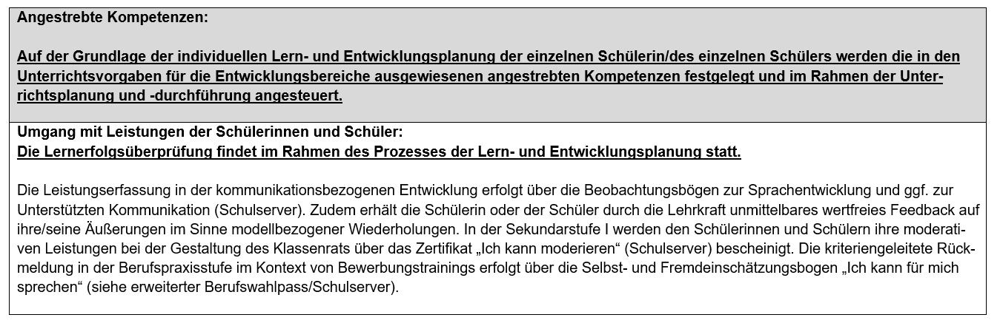 Angestrebte Kompetenzen:
Auf der Grundlage der individuellen Lern- und Entwicklungsplanung der einzelnen Schülerin/des einzelnen Schülers werden die in den
Unterrichtsvorgaben für die Entwicklungsbereiche ausgewiesenen angestrebten Kompetenzen festgelegt und im Rahmen der Unter-
richtsplanung und -durchführung angesteuert.
Umgang mit Leistungen der Schülerinnen und Schüler:
Die Lernerfolgsüberprüfung findet im Rahmen des Prozesses der Lern- und Entwicklungsplanung statt.
Die Leistungserfassung in der kommunikationsbezogenen Entwicklung erfolgt über die Beobachtungsbögen zur Sprachentwicklung und ggf. zur
Unterstützten Kommunikation (Schulserver). Zudem erhält die Schülerin oder der Schüler durch die Lehrkraft unmittelbares wertfreies Feedback auf
ihre/seine Äußerungen im Sinne modellbezogener Wiederholungen. In der Sekundarstufe I werden den Schülerinnen und Schülern ihre moderati-
ven Leistungen bei der Gestaltung des Klassenrats über das Zertifikat „Ich kann moderieren“ (Schulserver) bescheinigt. Die kriteriengeleitete Rück-
meldung in der Berufspraxisstufe im Kontext von Bewerbungstrainings erfolgt über die Selbst- und Fremdeinschätzungsbogen „Ich kann für mich
sprechen“ (siehe erweiterter Berufswahlpass/Schulserver).